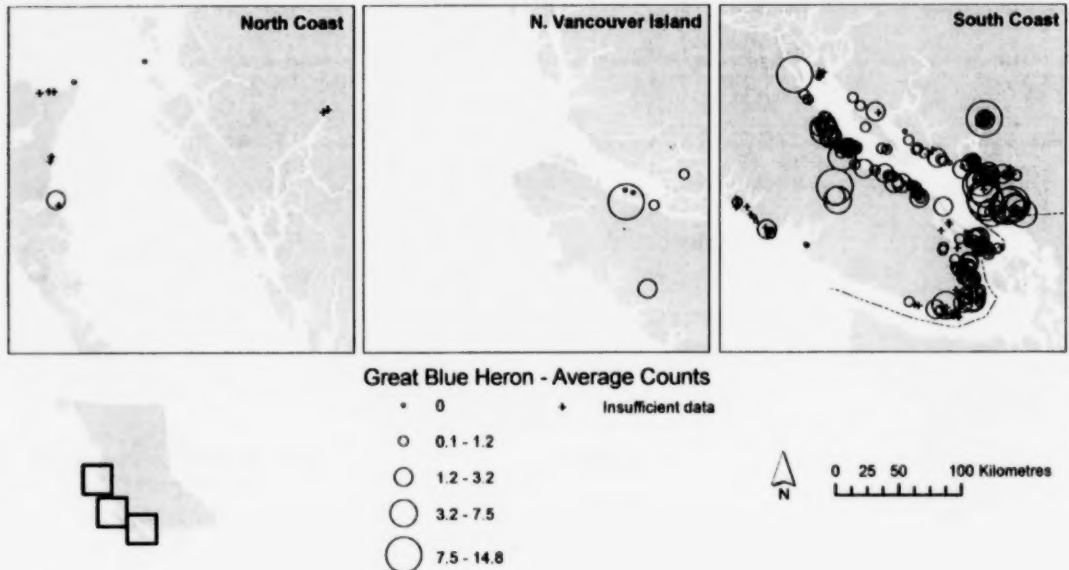 North Coast
N. Vancouver Island
South Coast
Great Blue Heron - Average Counts
0
Insufficient data
0.1 - 1.2
1.2 - 3.2
3.2 - 7.5
7.5 - 14.8
N
0 25 50 100 Kilometres